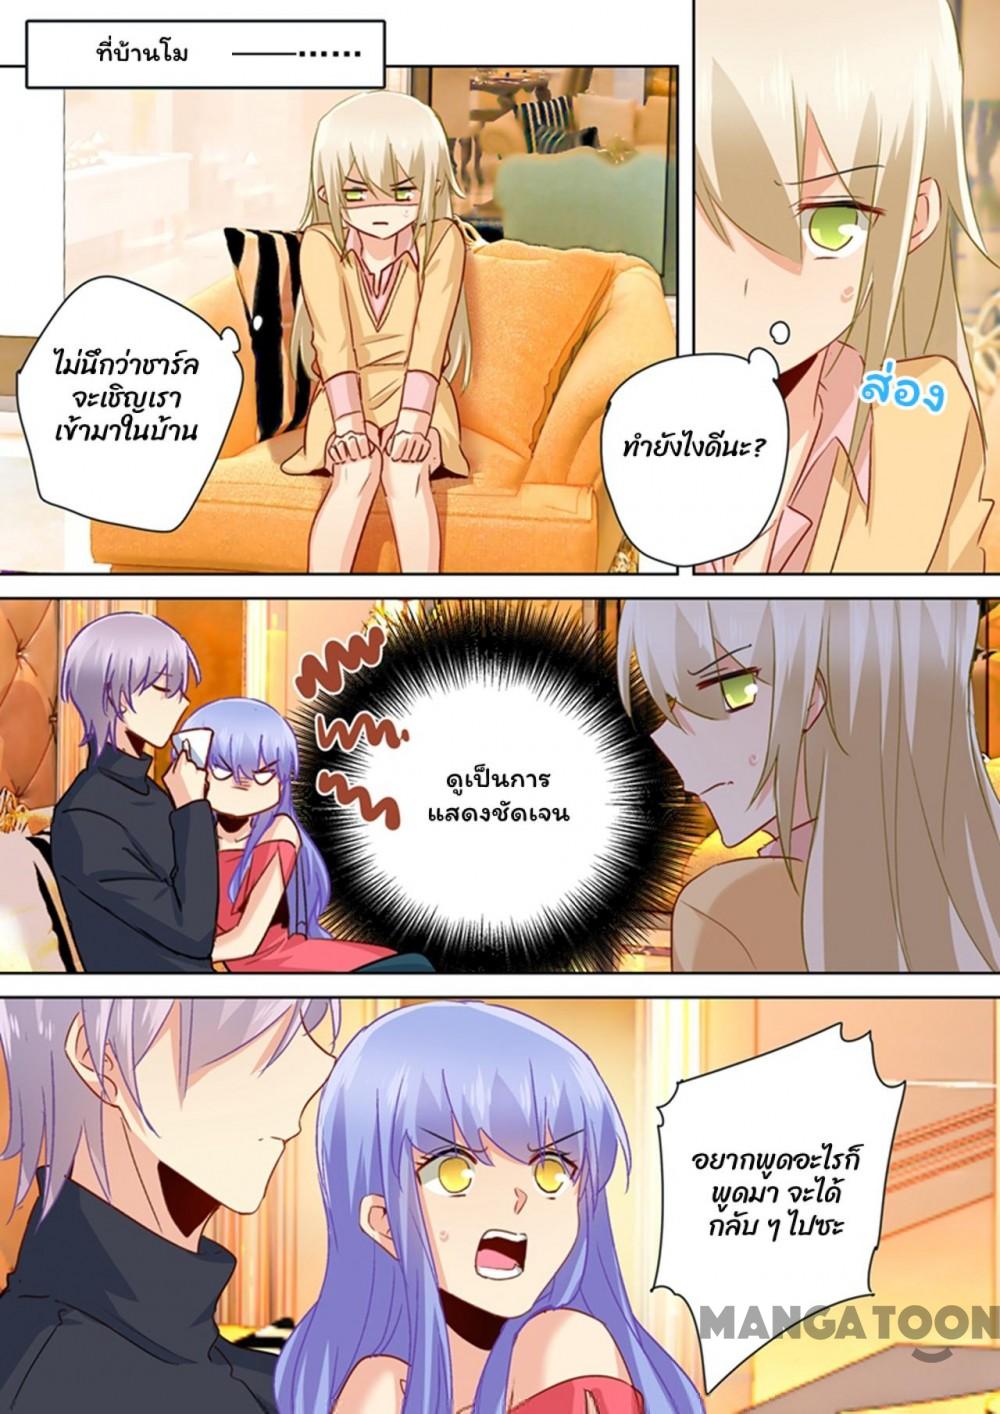 ที่บ้านโม ——......
ไม่นึกว่าชาร์ล
จะเชิญเรา
เข้ามาในบ้าน
ทำยังไงดีนะ?
ส่อง
ดูเป็นการ
แสดงชัดเจน
อยากพูดอะไรก็
พูดมา จะได้
กลับ ๆ ไปซะ
MANGATOON